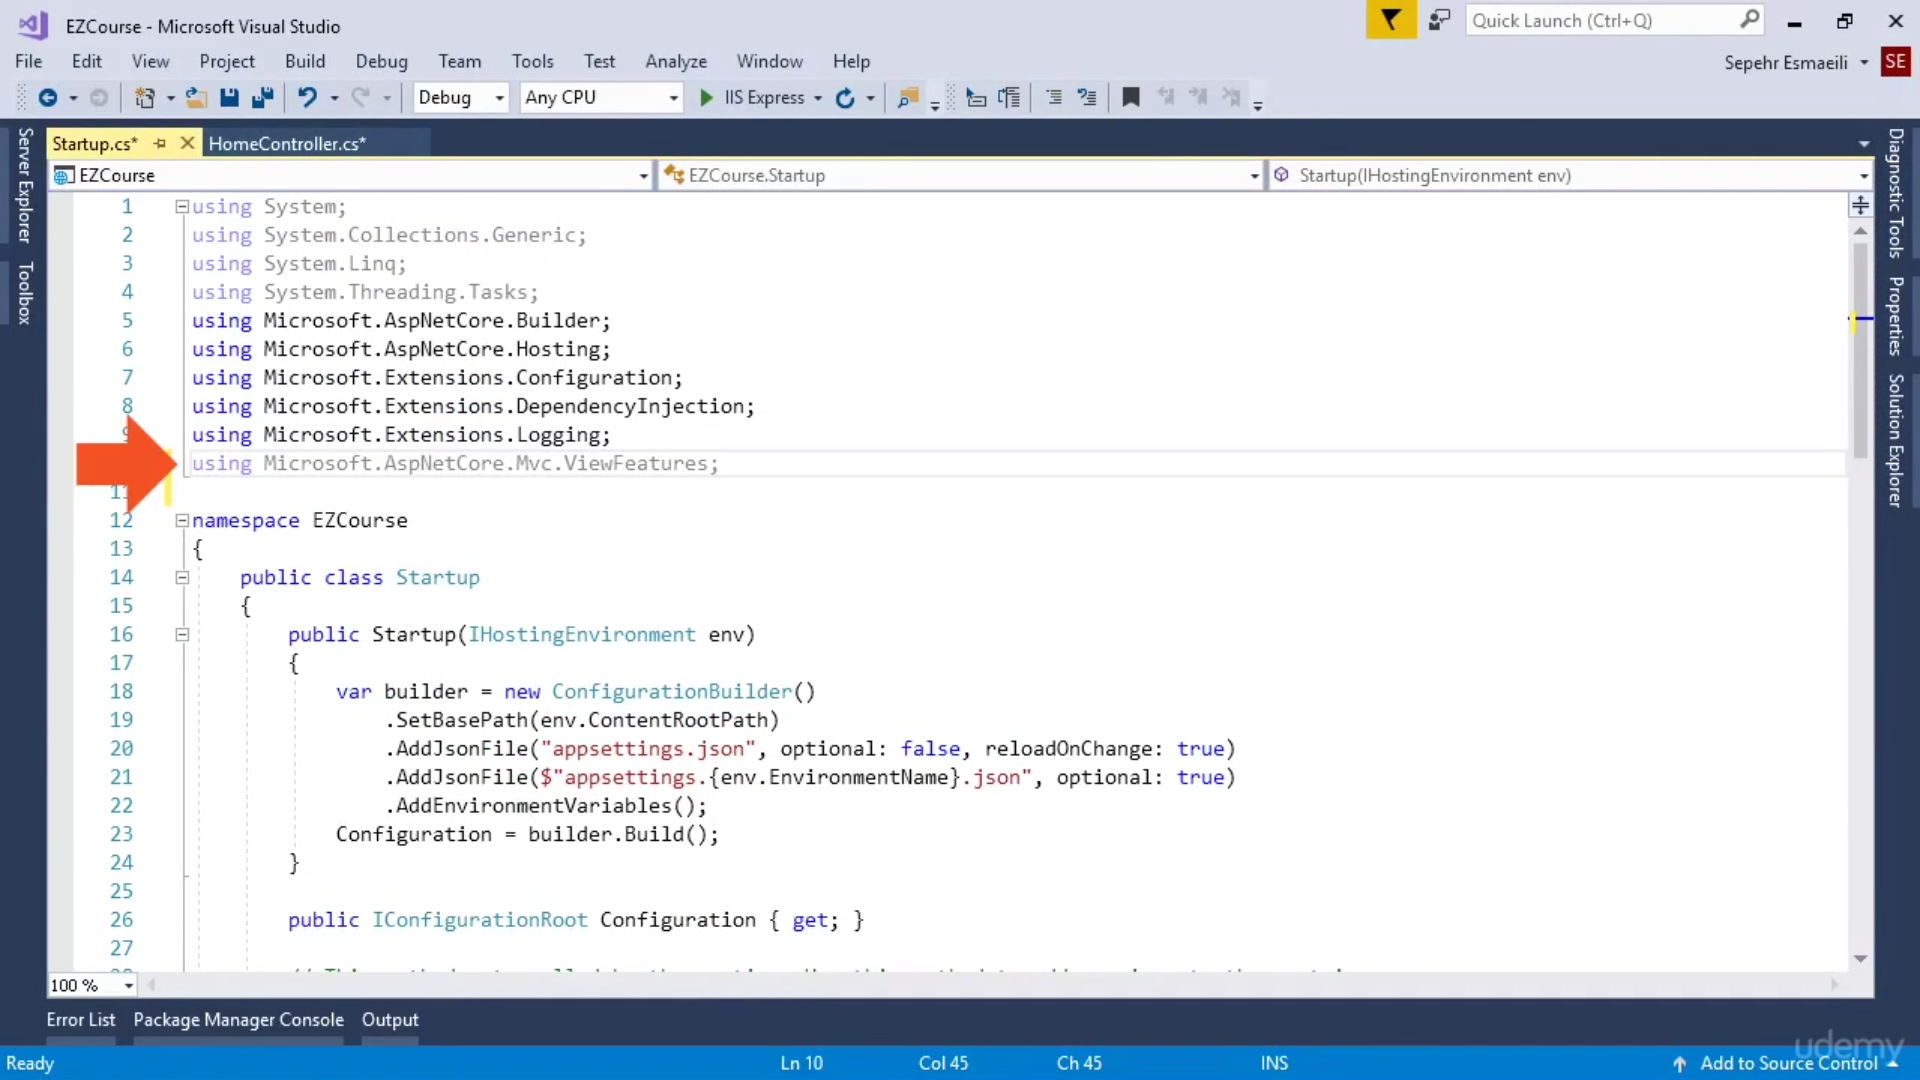 EZCourse - Microsoft Visual Studio
Quick Launch (Ctrl+Q)
File Edit View Project Build Debug Team Tools Test Analyze Window Help
Sepehr Esmaeili SE
Debug Any CPU IIS Express
Server Explorer
Toolbox
Startup.cs* HomeController.cs*
EZCourse EZCourse.Startup Startup(IHostingEnvironment env)
1 using System;
2 using System.Collections.Generic;
3 using System.Linq;
4 using System.Threading.Tasks;
5 using Microsoft.AspNetCore.Builder;
6 using Microsoft.AspNetCore.Hosting;
7 using Microsoft.Extensions.Configuration;
8 using Microsoft.Extensions.DependencyInjection;
9 using Microsoft.Extensions.Logging;
using Microsoft.AspNetCore.Mvc.ViewFeatures;
11
12 namespace EZCourse
13 {
14 public class Startup
15 {
16 public Startup(IHostingEnvironment env)
17 {
18 var builder = new ConfigurationBuilder()
19 .SetBasePath(env.ContentRootPath)
20 .AddJsonFile("appsettings.json", optional: false, reloadOnChange: true)
21 .AddJsonFile($"appsettings.{env.EnvironmentName}.json", optional: true)
22 .AddEnvironmentVariables();
23 Configuration = builder.Build();
24 }
25
26 public IConfigurationRoot Configuration { get; }
27
Diagnostic Tools
Properties
Solution Explorer
100 %
Error List Package Manager Console Output
Ready Ln 10 Col 45 Ch 45 INS Add to Source Control
udemy